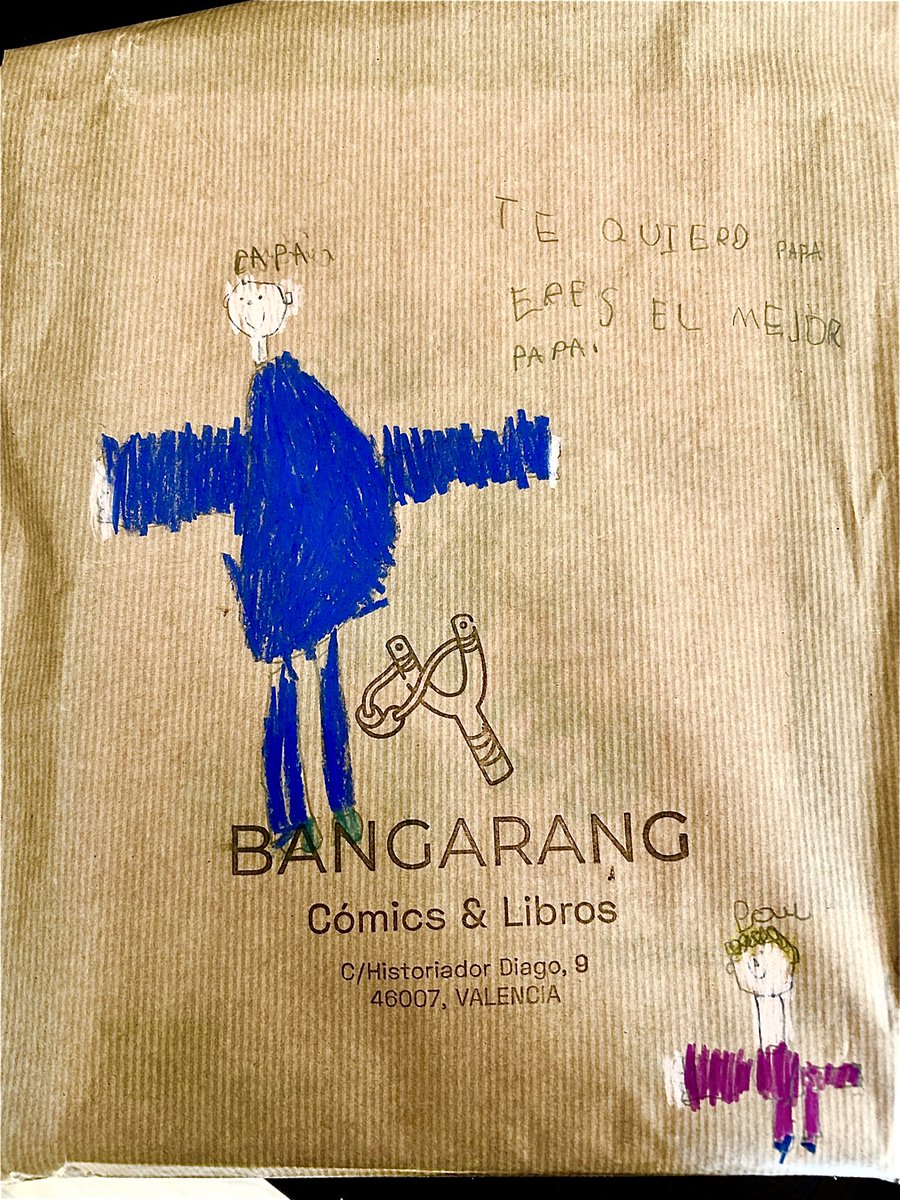 PAPA
TE QUIERO PAPA
ERES EL MEJOR
PAPA.
BANGARANG
Cómics & Libros
C/Historiador Diago, 9
46007, VALENCIA
Pau